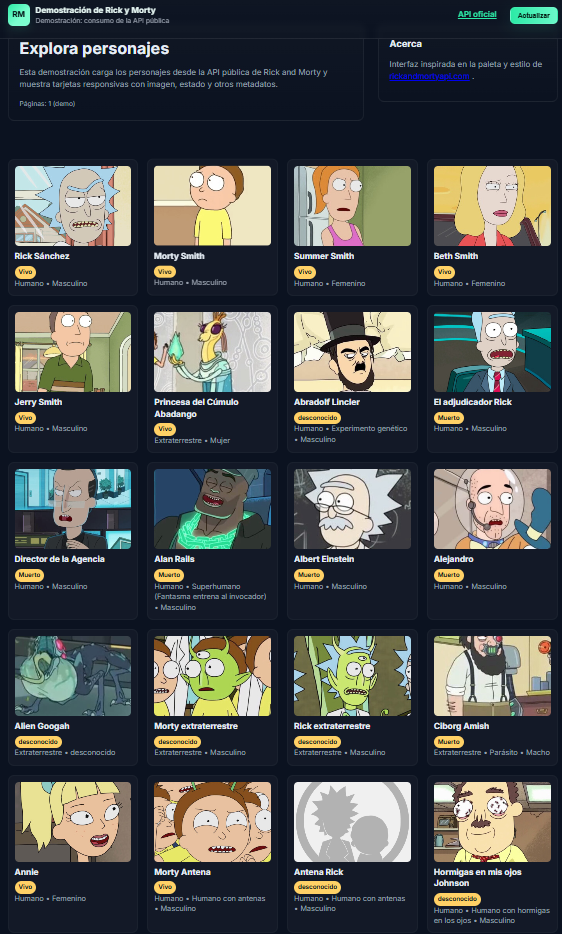 RM
Demostración de Rick y Morty
Demostración: consumo de la API pública
API oficial
Actualizar
Explora personajes
Esta demostración carga los personajes desde la API pública de Rick and Morty y
muestra tarjetas responsivas con imagen, estado y otros metadatos.
Páginas: 1 (demo)
Acerca
Interfaz inspirada en la paleta y estilo de
rickandmortyapi.com .
Rick Sánchez
Vivo
Humano • Masculino
Morty Smith
Vivo
Humano • Masculino
Summer Smith
Vivo
Humano • Femenino
Beth Smith
Vivo
Humano • Femenino
Jerry Smith
Vivo
Humano • Masculino
Princesa del Cúmulo
Abadango
Vivo
Extraterrestre • Mujer
Abradolf Lincler
desconocido
Humano • Experimento genético
• Masculino
El adjudicador Rick
Muerto
Humano • Masculino
Director de la Agencia
Muerto
Humano • Masculino
Alan Rails
Muerto
Humano • Superhumano
(Fantasma entrena al invocador)
• Masculino
Albert Einstein
Muerto
Humano • Masculino
Alejandro
Muerto
Humano • Masculino
Alien Googah
desconocido
Extraterrestre • desconocido
Morty extraterrestre
desconocido
Extraterrestre • Masculino
Rick extraterrestre
desconocido
Extraterrestre • Masculino
Ciborg Amish
Muerto
Extraterrestre • Parásito • Macho
Annie
Vivo
Humano • Femenino
Morty Antena
Vivo
Humano • Humano con antenas
• Masculino
Antena Rick
desconocido
Humano • Humano con antenas
• Masculino
Hormigas en mis ojos
Johnson
desconocido
Humano • Humano con hormigas
en los ojos • Masculino